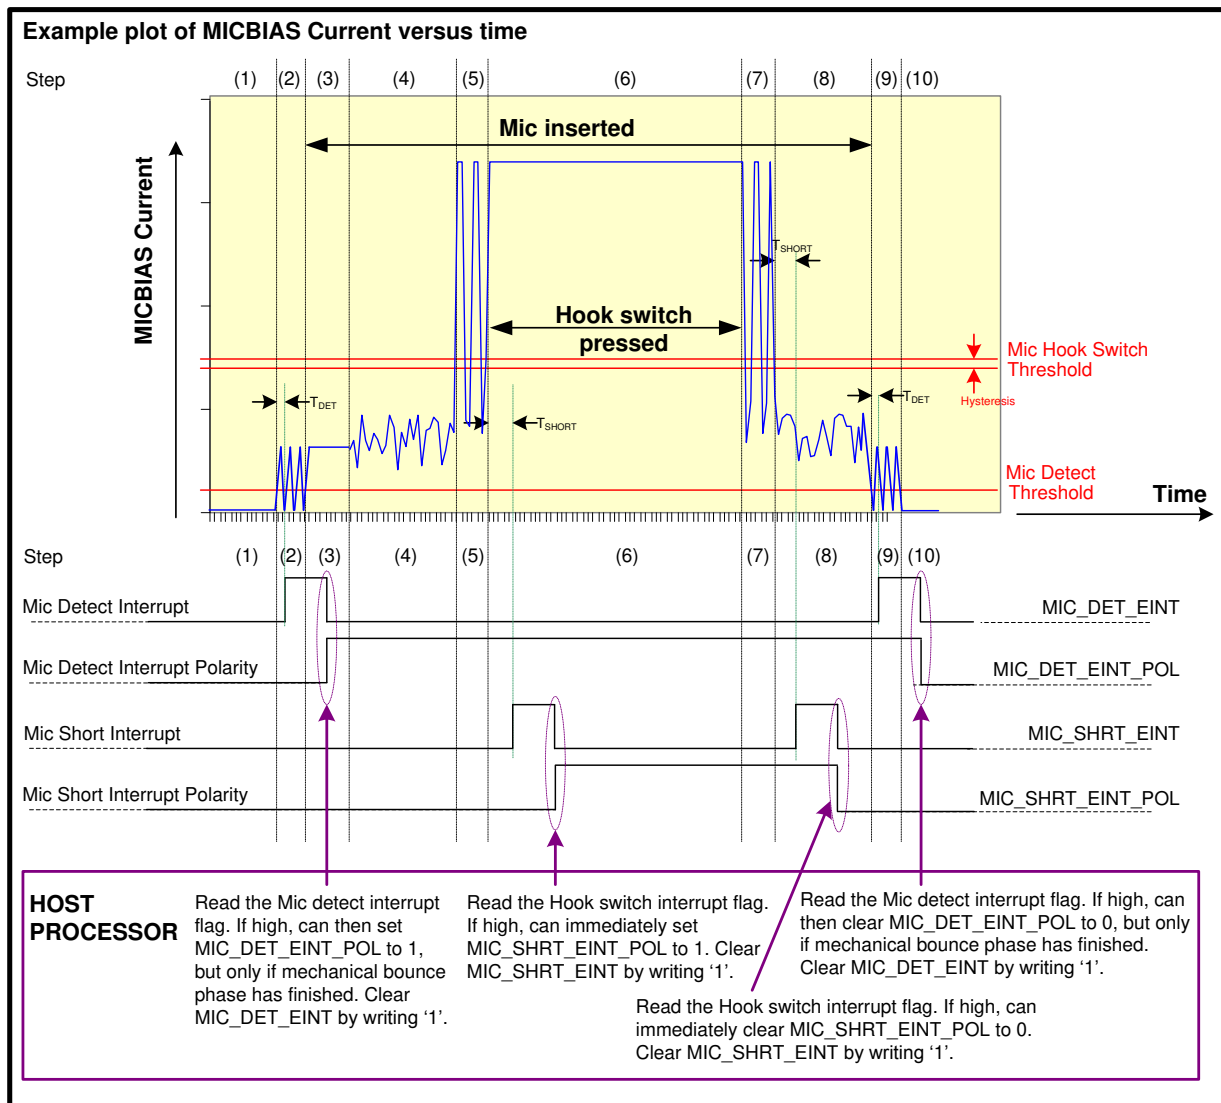 Example plot of MICBIAS Current versus time
Step
(1) (2) (3) (4) (5) (6) (7) (8) (9) (10)
Mic inserted
MICBIAS Current
TSHORT
Hook switch
pressed
Mic Hook Switch
Threshold
Hysteresis
TDET
TSHORT
TDET
Mic Detect
Threshold
Time
Step
(1) (2) (3) (4) (5) (6) (7) (8) (9) (10)
Mic Detect Interrupt
MIC_DET_EINT
Mic Detect Interrupt Polarity
MIC_DET_EINT_POL
Mic Short Interrupt
MIC_SHRT_EINT
Mic Short Interrupt Polarity
MIC_SHRT_EINT_POL
HOST
PROCESSOR
Read the Mic detect interrupt
flag. If high, can then set
MIC_DET_EINT_POL to 1,
but only if mechanical bounce
phase has finished. Clear
MIC_DET_EINT by writing ‘1’.
Read the Hook switch interrupt flag.
If high, can immediately set
MIC_SHRT_EINT_POL to 1. Clear
MIC_SHRT_EINT by writing ‘1’.
Read the Mic detect interrupt flag. If high, can
then clear MIC_DET_EINT_POL to 0, but only
if mechanical bounce phase has finished.
Clear MIC_DET_EINT by writing ‘1’.
Read the Hook switch interrupt flag. If high, can
immediately clear MIC_SHRT_EINT_POL to 0.
Clear MIC_SHRT_EINT by writing ‘1’.